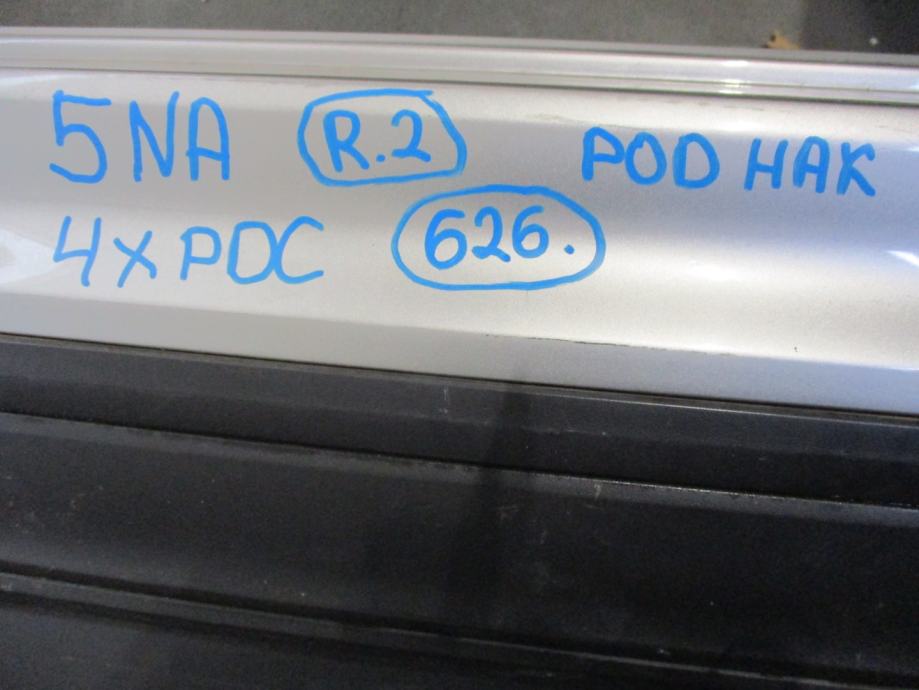 5NA R.2 POD HAK
4XPDC 626.